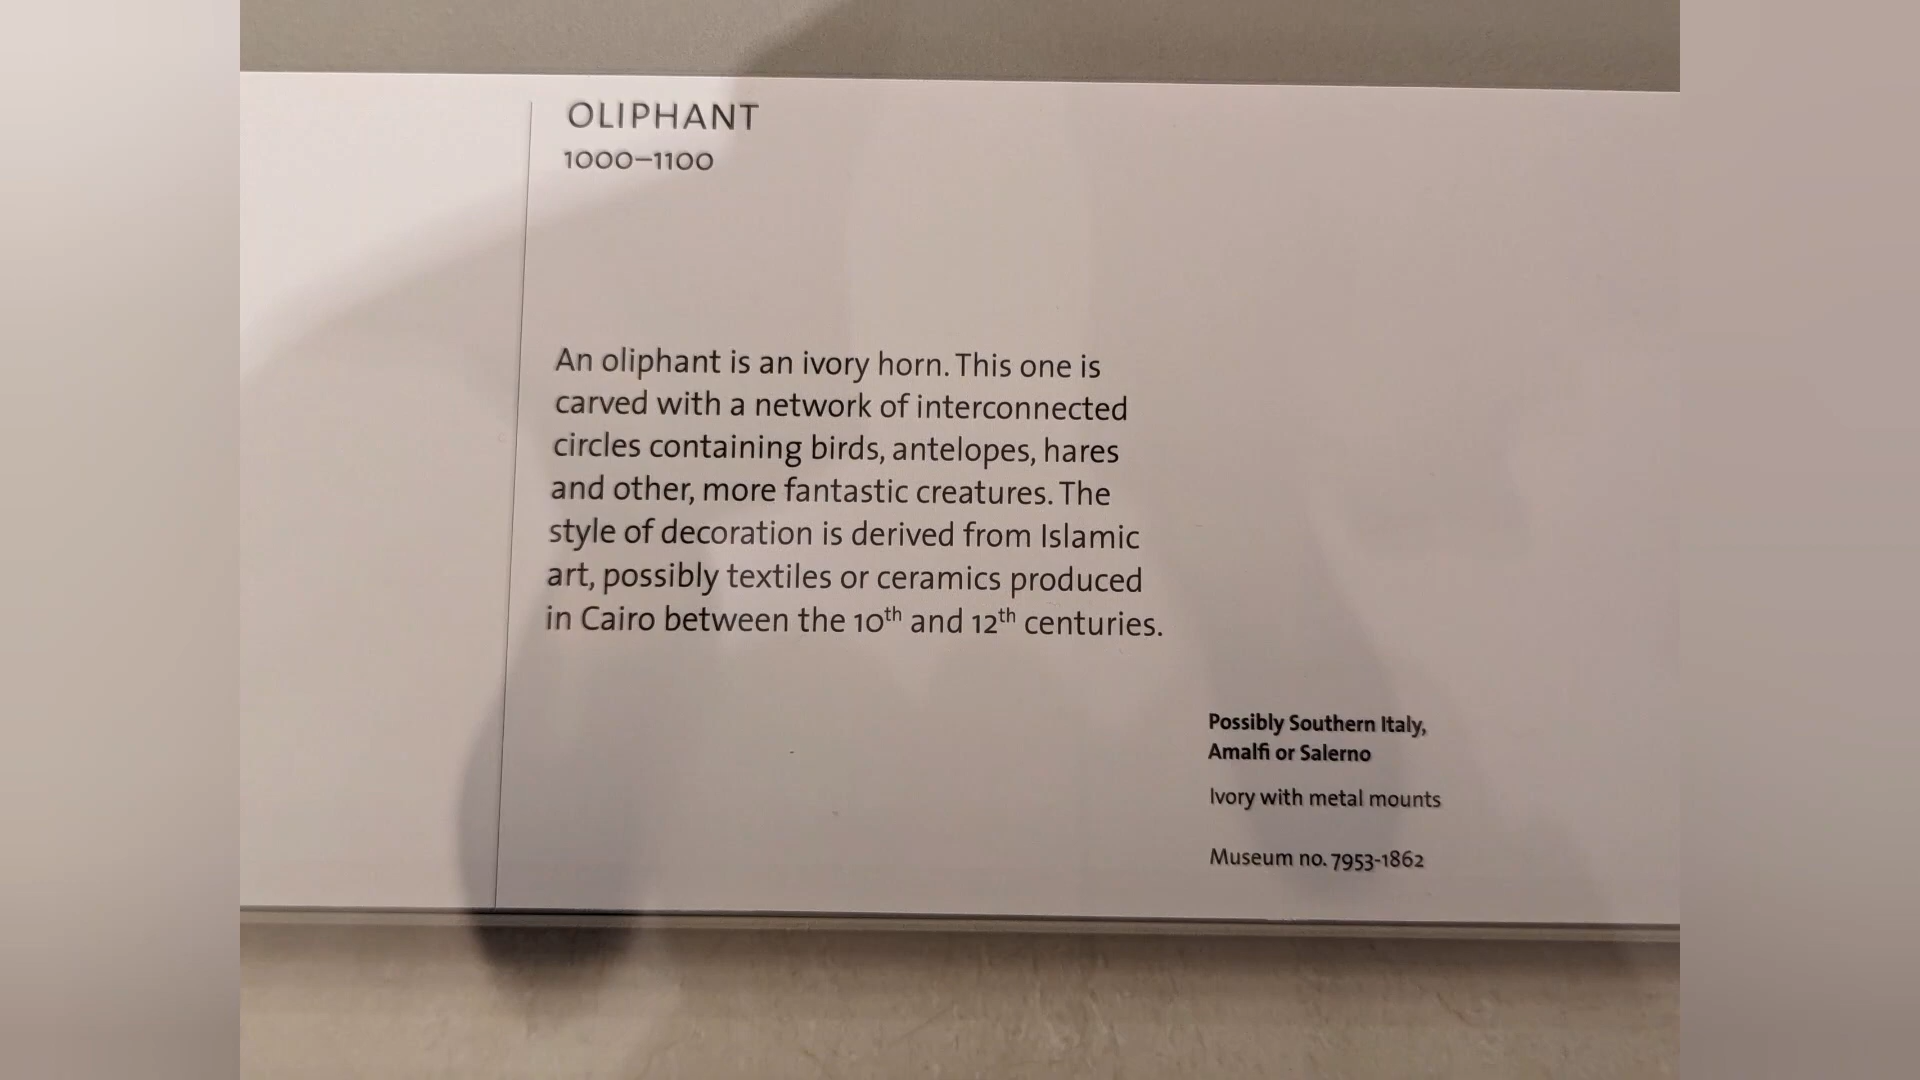 OLIPHANT
1000–1100
An oliphant is an ivory horn. This one is
carved with a network of interconnected
circles containing birds, antelopes, hares
and other, more fantastic creatures. The
style of decoration is derived from Islamic
art, possibly textiles or ceramics produced
in Cairo between the 10th and 12th centuries.
Possibly Southern Italy,
Amalfi or Salerno
Ivory with metal mounts
Museum no. 7953-1862